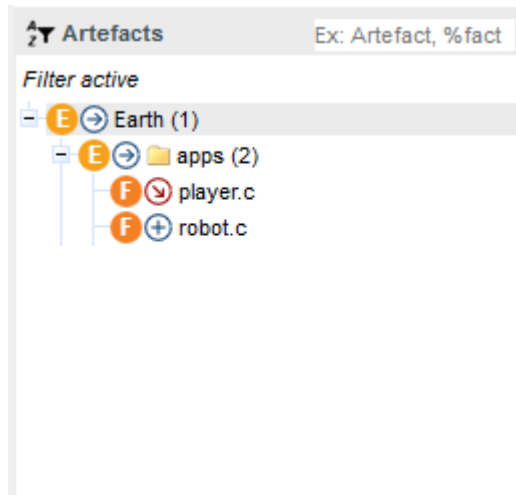 Artefacts Ex: Artefact, %fact
Filter active
E Earth (1)
E apps (2)
F player.c
F robot.c